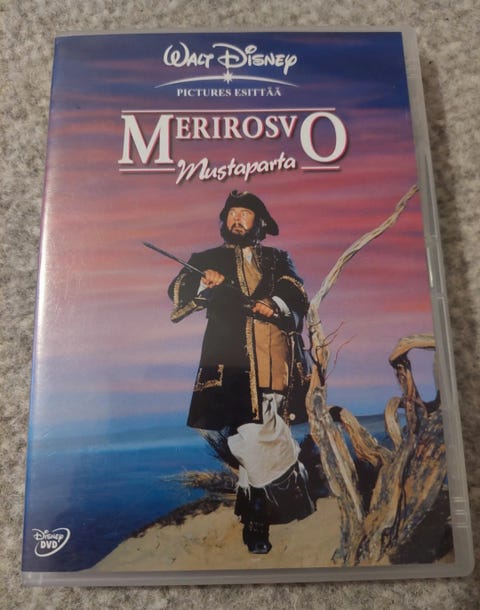 WALT DISNEY
PICTURES ESITTÄÄ
MERIROSVO
Mustaparta
Disney
DVD